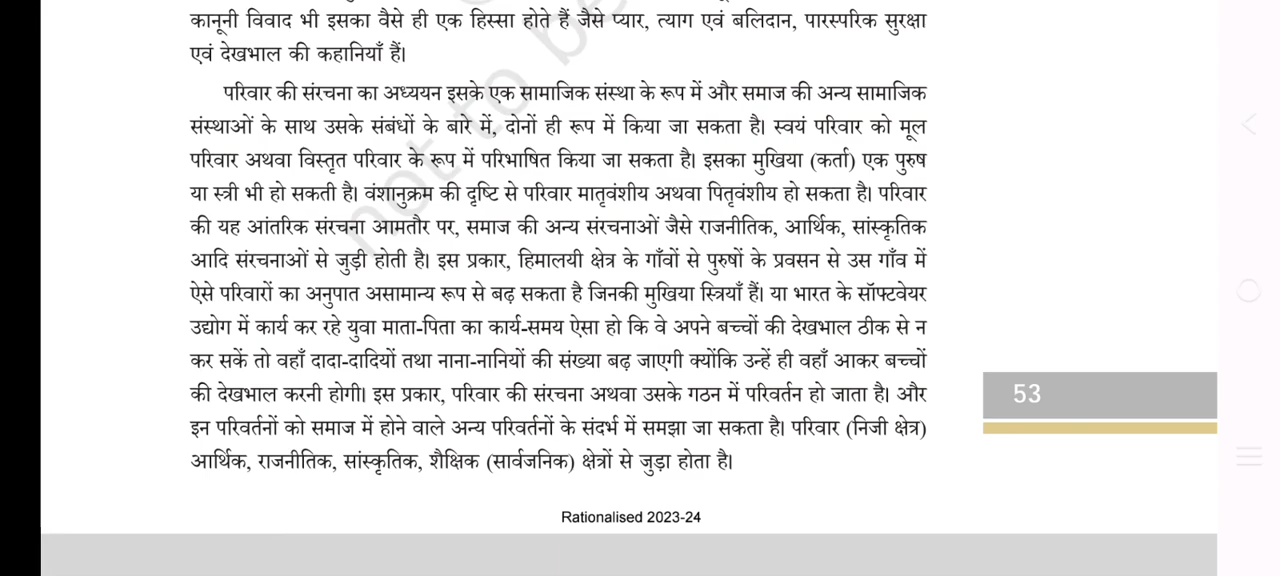 कानूनी विवाद भी इसका वैसे ही एक हिस्सा होते हैं जैसे प्यार, त्याग एवं बलिदान, पारस्परिक सुरक्षा
एवं देखभाल की कहानियाँ हैं।
परिवार की संरचना का अध्ययन इसके एक सामाजिक संस्था के रूप में और समाज की अन्य सामाजिक
संस्थाओं के साथ उसके संबंधों के बारे में, दोनों ही रूप में किया जा सकता है। स्वयं परिवार को मूल
परिवार अथवा विस्तृत परिवार के रूप में परिभाषित किया जा सकता है। इसका मुखिया (कर्ता) एक पुरुष
या स्त्री भी हो सकती है। वंशानुक्रम की दृष्टि से परिवार मातृवंशीय अथवा पितृवंशीय हो सकता है। परिवार
की यह आंतरिक संरचना आमतौर पर, समाज की अन्य संरचनाओं जैसे राजनीतिक, आर्थिक, सांस्कृतिक
आदि संरचनाओं से जुड़ी होती है। इस प्रकार, हिमालयी क्षेत्र के गाँवों से पुरुषों के प्रवसन से उस गाँव में
ऐसे परिवारों का अनुपात असामान्य रूप से बढ़ सकता है जिनकी मुखिया स्त्रियाँ हैं। या भारत के सॉफ्टवेयर
उद्योग में कार्य कर रहे युवा माता-पिता का कार्य-समय ऐसा हो कि वे अपने बच्चों की देखभाल ठीक से न
कर सकें तो वहाँ दादा-दादियों तथा नाना-नानियों की संख्या बढ़ जाएगी क्योंकि उन्हें ही वहाँ आकर बच्चों
की देखभाल करनी होगी। इस प्रकार, परिवार की संरचना अथवा उसके गठन में परिवर्तन हो जाता है। और
इन परिवर्तनों को समाज में होने वाले अन्य परिवर्तनों के संदर्भ में समझा जा सकता है। परिवार (निजी क्षेत्र)
आर्थिक, राजनीतिक, सांस्कृतिक, शैक्षिक (सार्वजनिक) क्षेत्रों से जुड़ा होता है।
53
not to be
Rationalised 2023-24